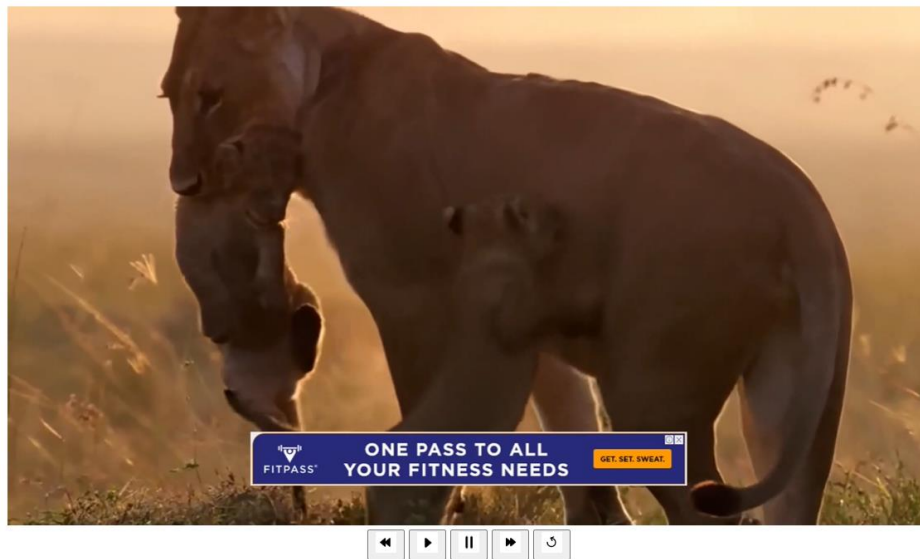 FITPASS
ONE PASS TO ALL
YOUR FITNESS NEEDS
GET. SET. SWEAT.